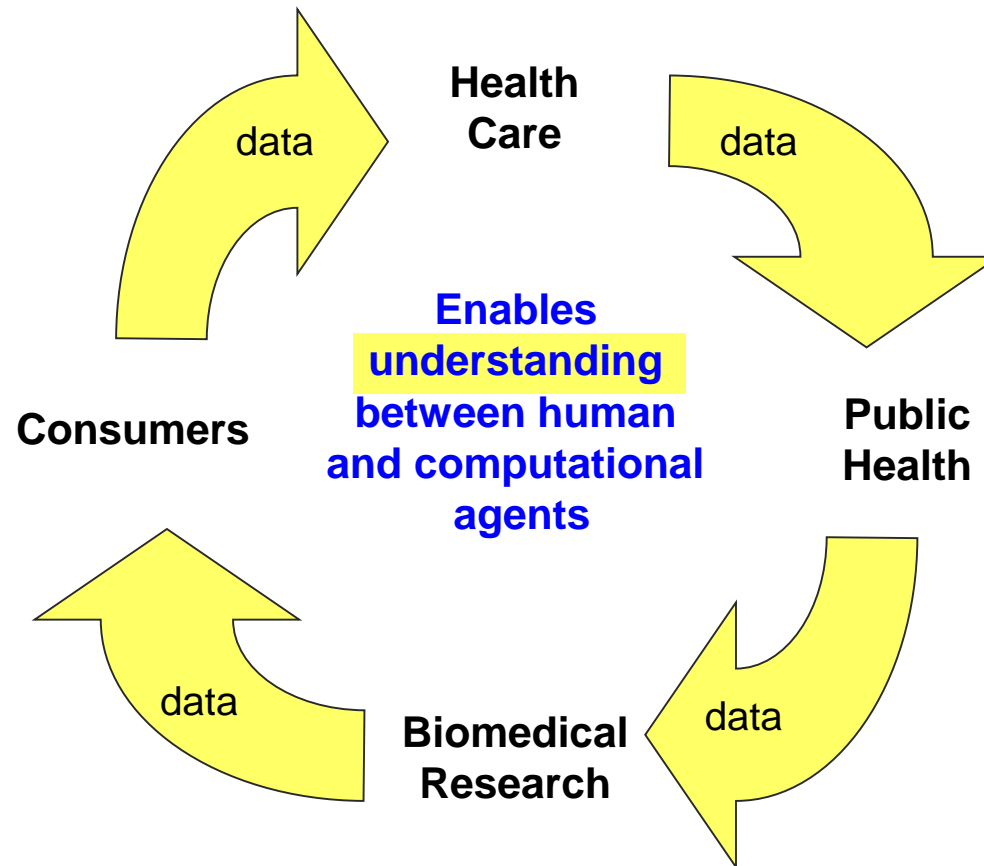 Health
Care
data
data
Enables
understanding
between human
and computational
agents
Consumers
Public
Health
data
Biomedical
Research
data